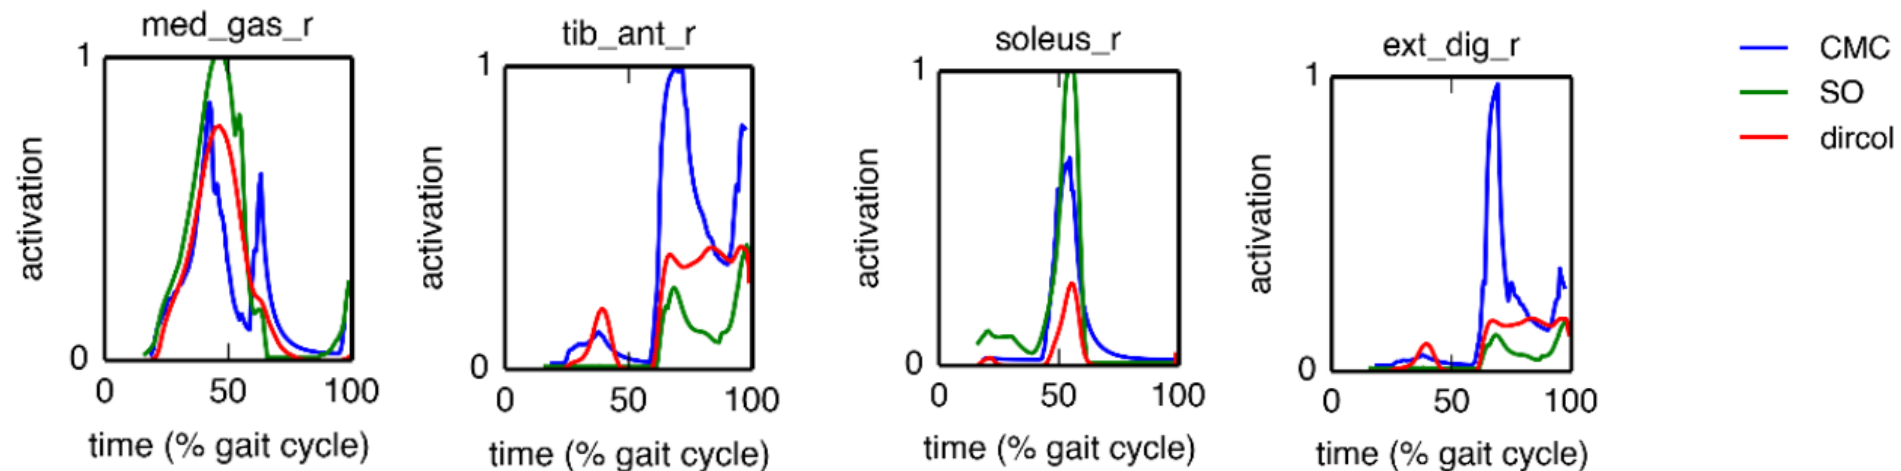 med_gas_r
1
activation
0
0 50 100
time (% gait cycle)
tib_ant_r
1
activation
0
0 50 100
time (% gait cycle)
soleus_r
1
activation
0
0 50 100
time (% gait cycle)
ext_dig_r
1
activation
0
0 50 100
time (% gait cycle)
CMC
SO
dircol